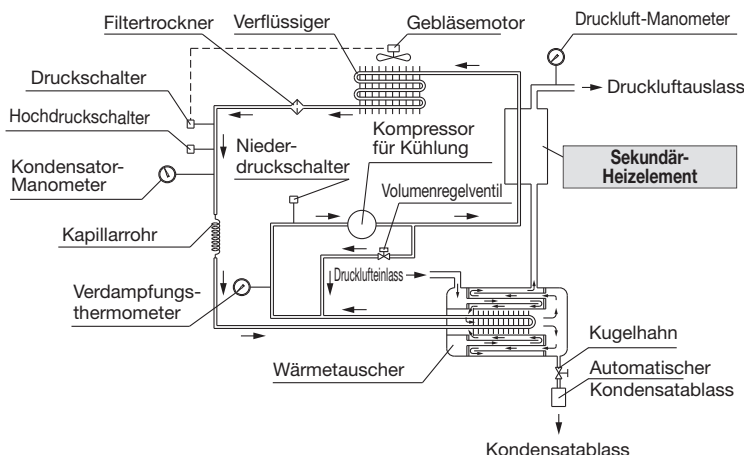 Filtertrockner
Verflüssiger
Gebläsemotor
Druckluft-Manometer
Druckschalter
Druckluftauslass
Hochdruckschalter
Nieder-
druckschalter
Kompressor
für Kühlung
Sekundär-
Heizelement
Kondensator-
Manometer
Volumenregelventil
Kapillarrohr
Drucklufteinlass
Verdampfungs-
thermometer
Kugelhahn
Wärmetauscher
Automatischer
Kondensatablass
Kondensatablass